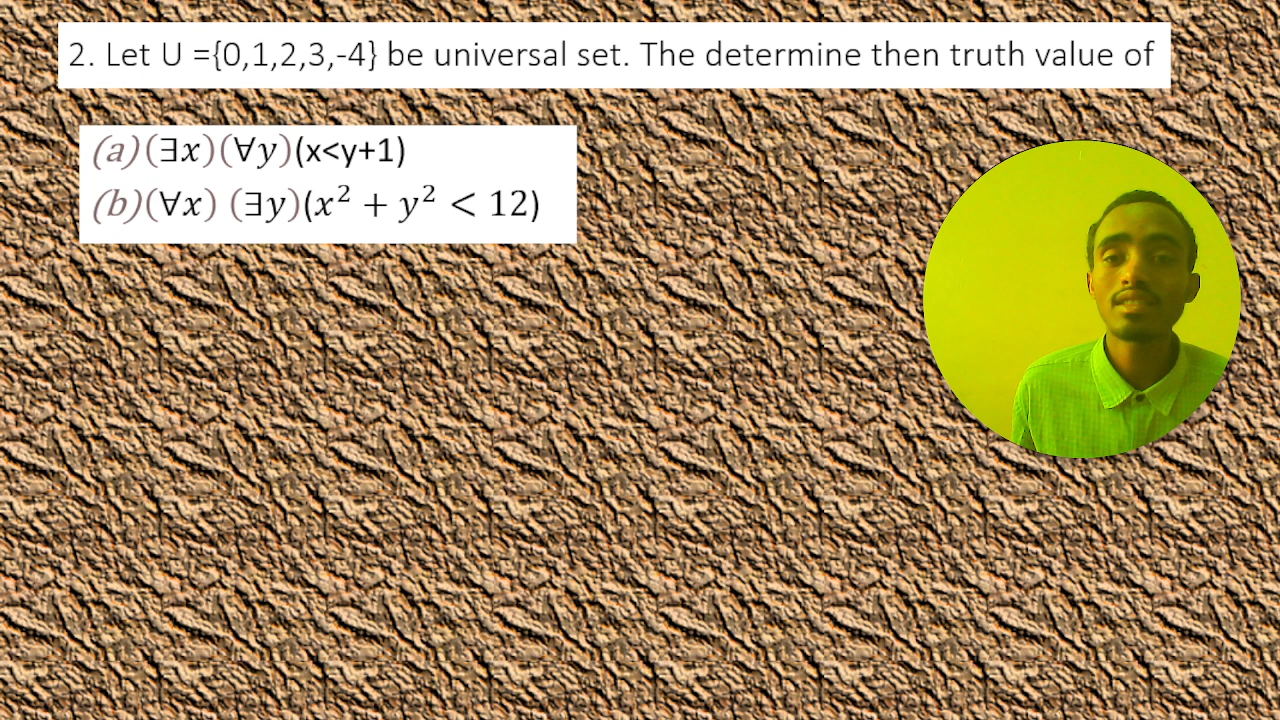 2. Let U ={0,1,2,3,-4} be universal set. The determine then truth value of
(a)(∃x)(∀y)(x<y+1)
(b)(∀x) (∃y)(x² + y² < 12)